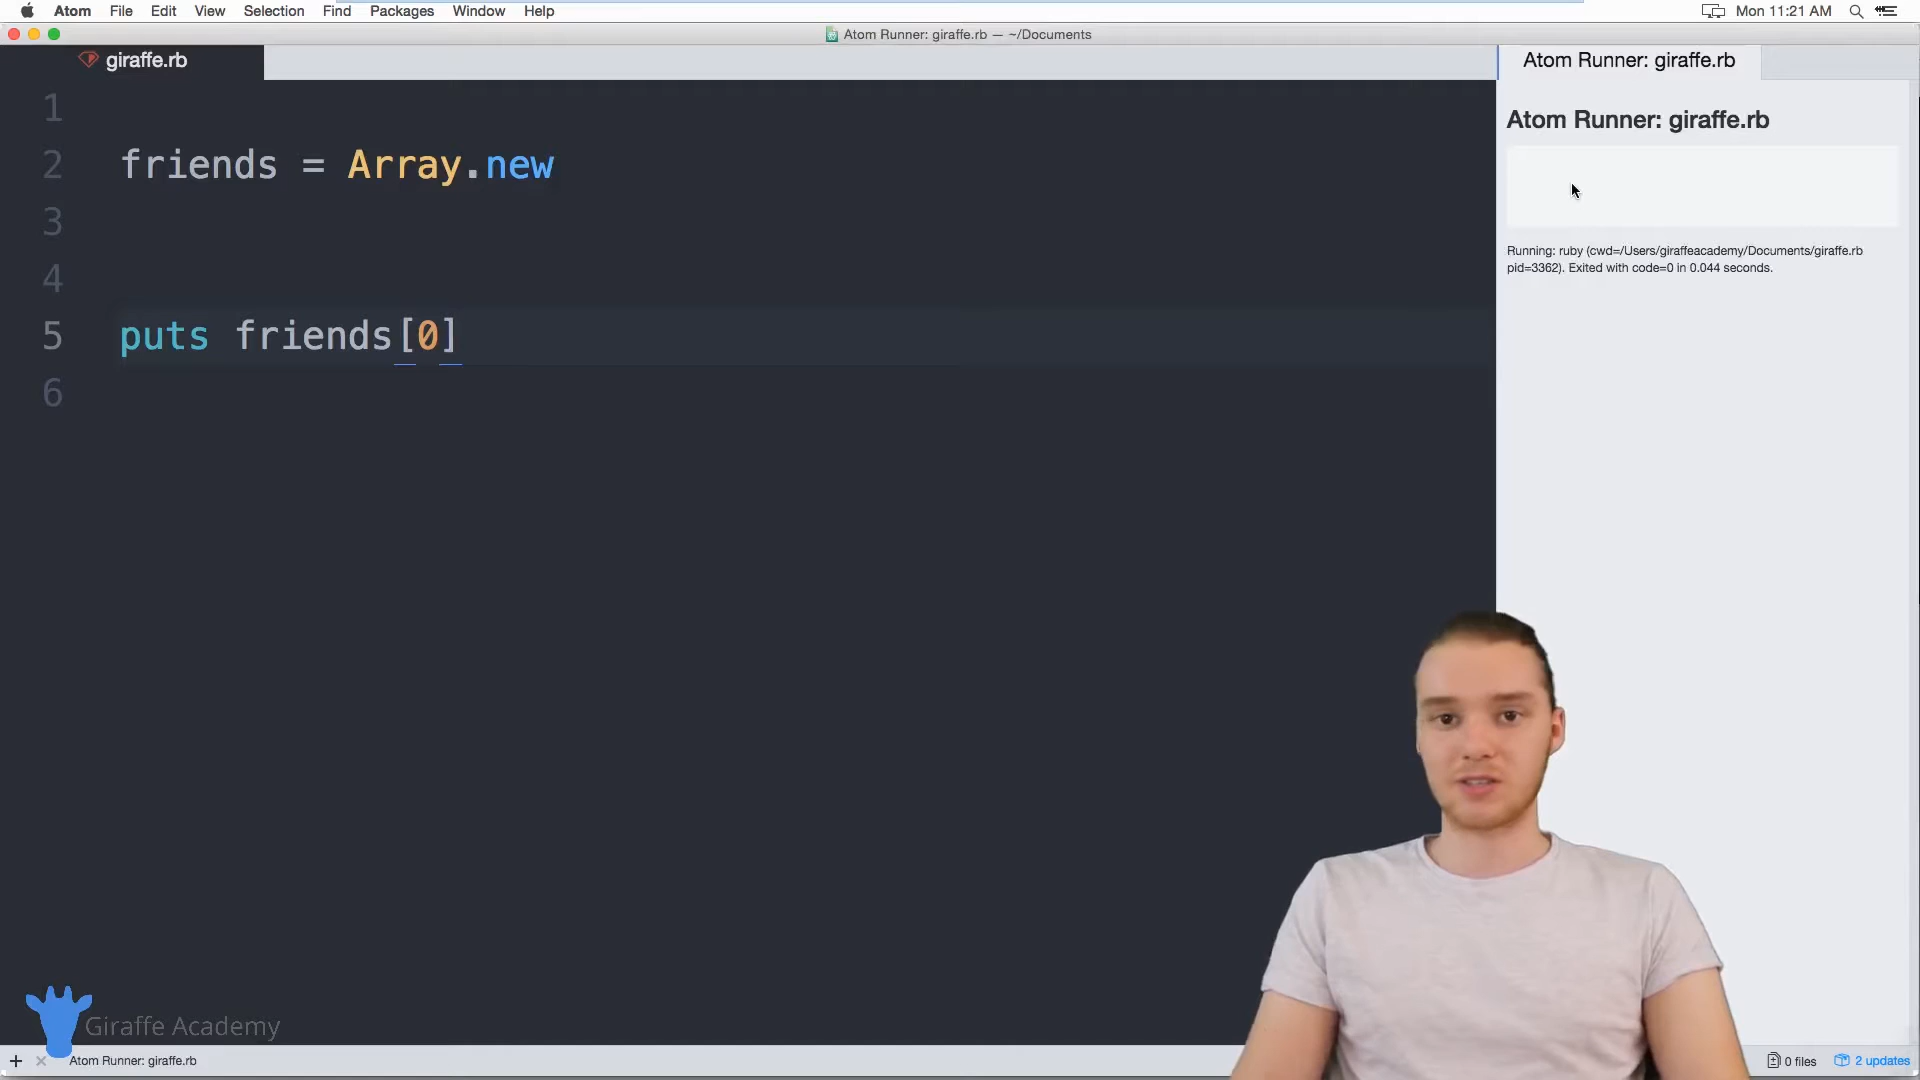 Atom File Edit View Selection Find Packages Window Help Mon 11:21 AM
Atom Runner: giraffe.rb — ~/Documents
giraffe.rb
Atom Runner: giraffe.rb
1
2 friends = Array.new
3
4
5 puts friends[0]
6
Atom Runner: giraffe.rb
Running: ruby (cwd=/Users/giraffeacademy/Documents/giraffe.rb
pid=3362). Exited with code=0 in 0.044 seconds.
Giraffe Academy
Atom Runner: giraffe.rb
0 files 2 updates